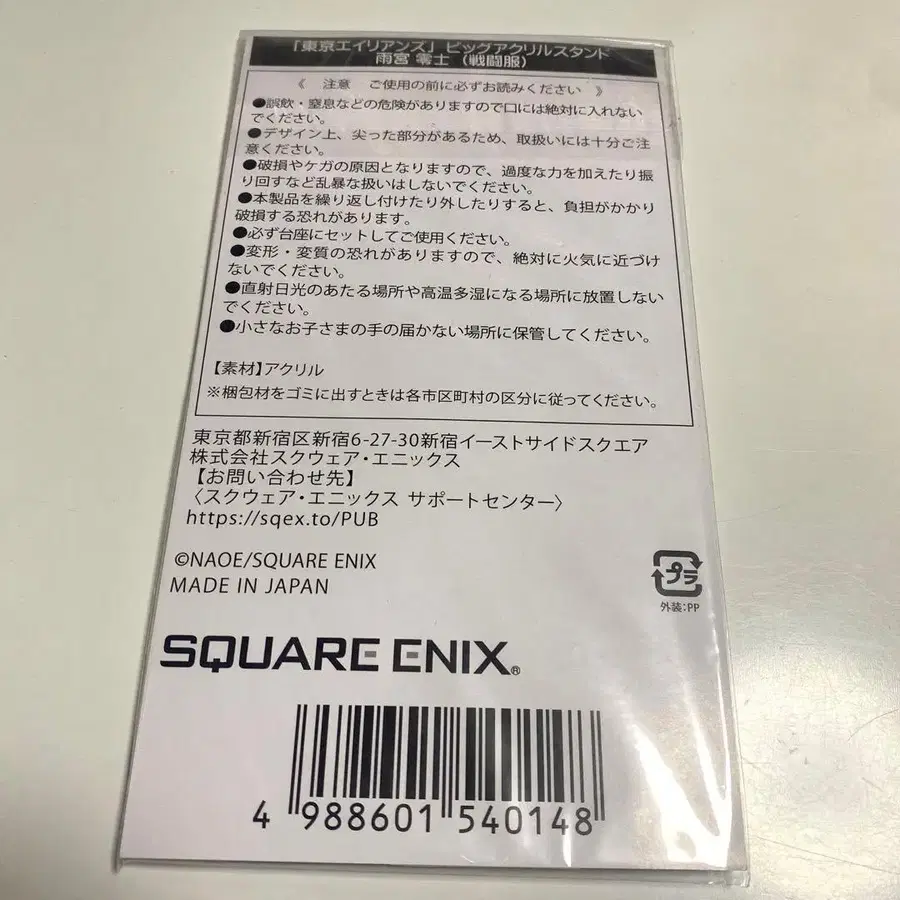 「東京エイリアンズ」ビッグアクリルスタンド
雨宮 零士（戦闘服）
《 注意 ご使用の前に必ずお読みください 》
●誤飲・窒息などの危険がありますので口には絶対に入れない
でください。
●デザイン上、尖った部分があるため、取扱いには十分ご注
意ください。
●破損やケガの原因となりますので、過度な力を加えたり振
り回すなど乱暴な扱いはしないでください。
●本製品を繰り返し付けたり外したりすると、負担がかかり
破損する恐れがあります。
●必ず台座にセットしてご使用ください。
●変形・変質の恐れがありますので、絶対に火気に近づけ
ないでください。
●直射日光のあたる場所や高温多湿になる場所に放置しない
でください。
●小さなお子さまの手の届かない場所に保管してください。
【素材】アクリル
※梱包材をゴミに出すときは各市区町村の区分に従ってください。
東京都新宿区新宿6-27-30新宿イーストサイドスクエア
株式会社スクウェア・エニックス
【お問い合わせ先】
〈スクウェア・エニックス サポートセンター〉
https://sqex.to/PUB
©NAOE/SQUARE ENIX
MADE IN JAPAN
プラ
外装:PP
SQUARE ENIX®
4 988601 540148